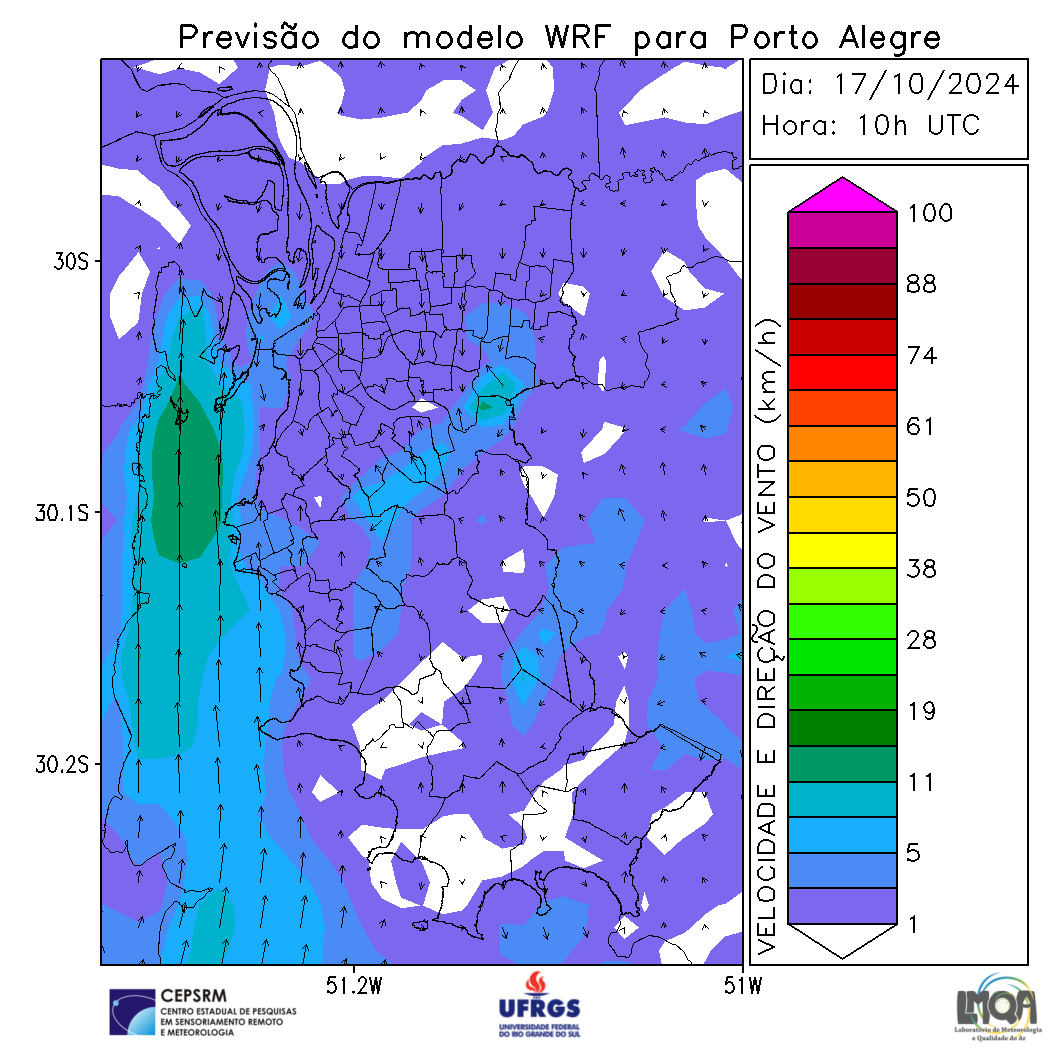 Previsão do modelo WRF para Porto Alegre
Dia: 17/10/2024
Hora: 10h UTC
30S
30.1S
30.2S
51.2W
51W
VELOCIDADE E DIREÇÃO DO VENTO (km/h)
100
88
74
61
50
38
28
19
11
5
1
CEPSRM
CENTRO ESTADUAL DE PESQUISAS
EM SENSORIAMENTO REMOTO
E METEOROLOGIA
UFRGS
UNIVERSIDADE FEDERAL
DO RIO GRANDE DO SUL
LMQA
Laboratório de Meteorologia
e Qualidade do Ar